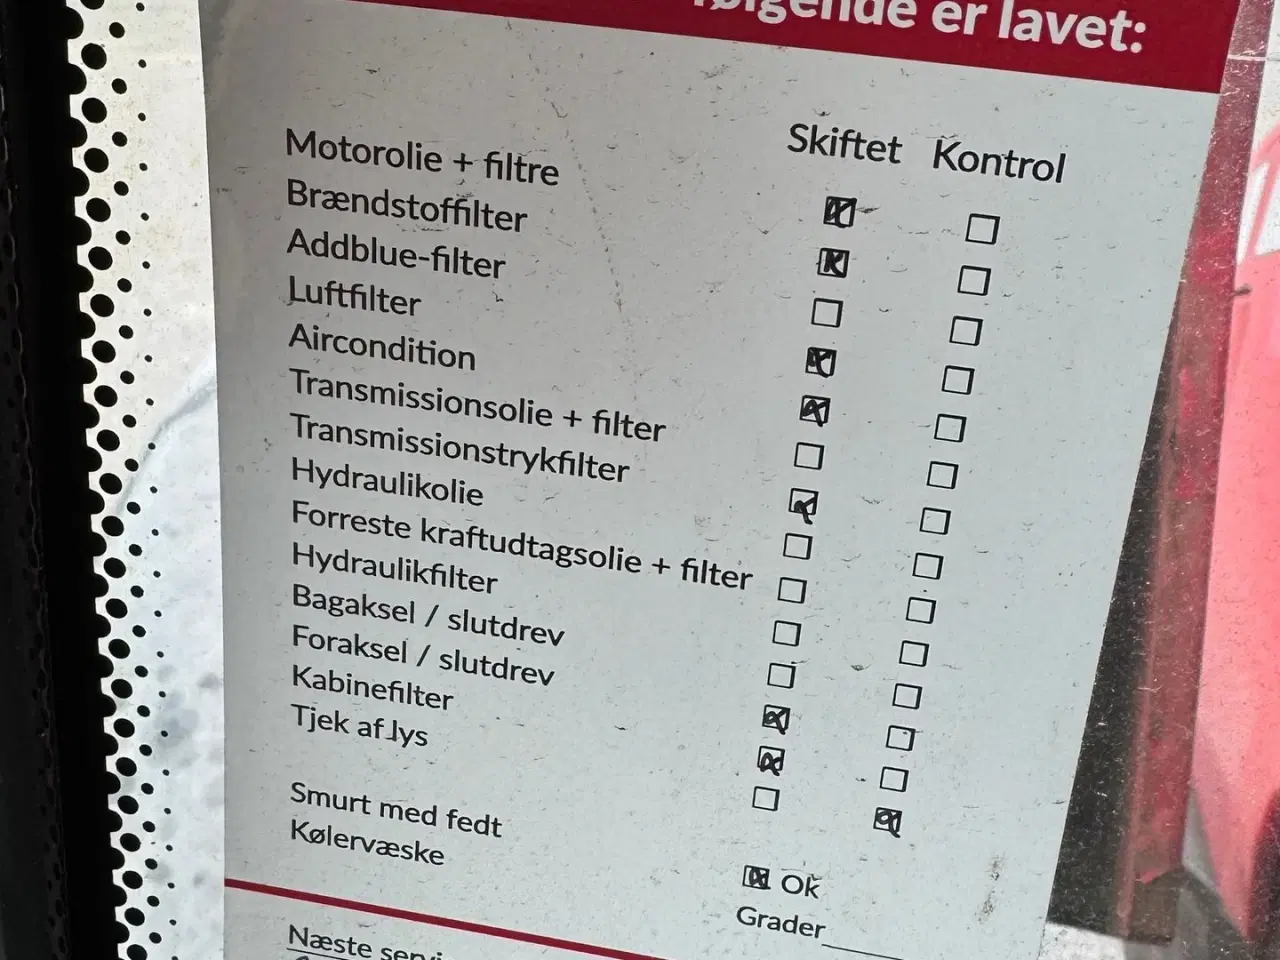 følgende er lavet:
Skiftet Kontrol
Motorolie + filtre
Brændstoffilter
Addblue-filter
Luftfilter
Aircondition
Transmissionsolie + filter
Transmissionstrykfilter
Hydraulikolie
Forreste kraftudtagsolie + filter
Hydraulikfilter
Bagaksel / slutdrev
Foraksel / slutdrev
Kabinefilter
Tjek af lys
Smurt med fedt Ok
Kølervæske Grader
Næste